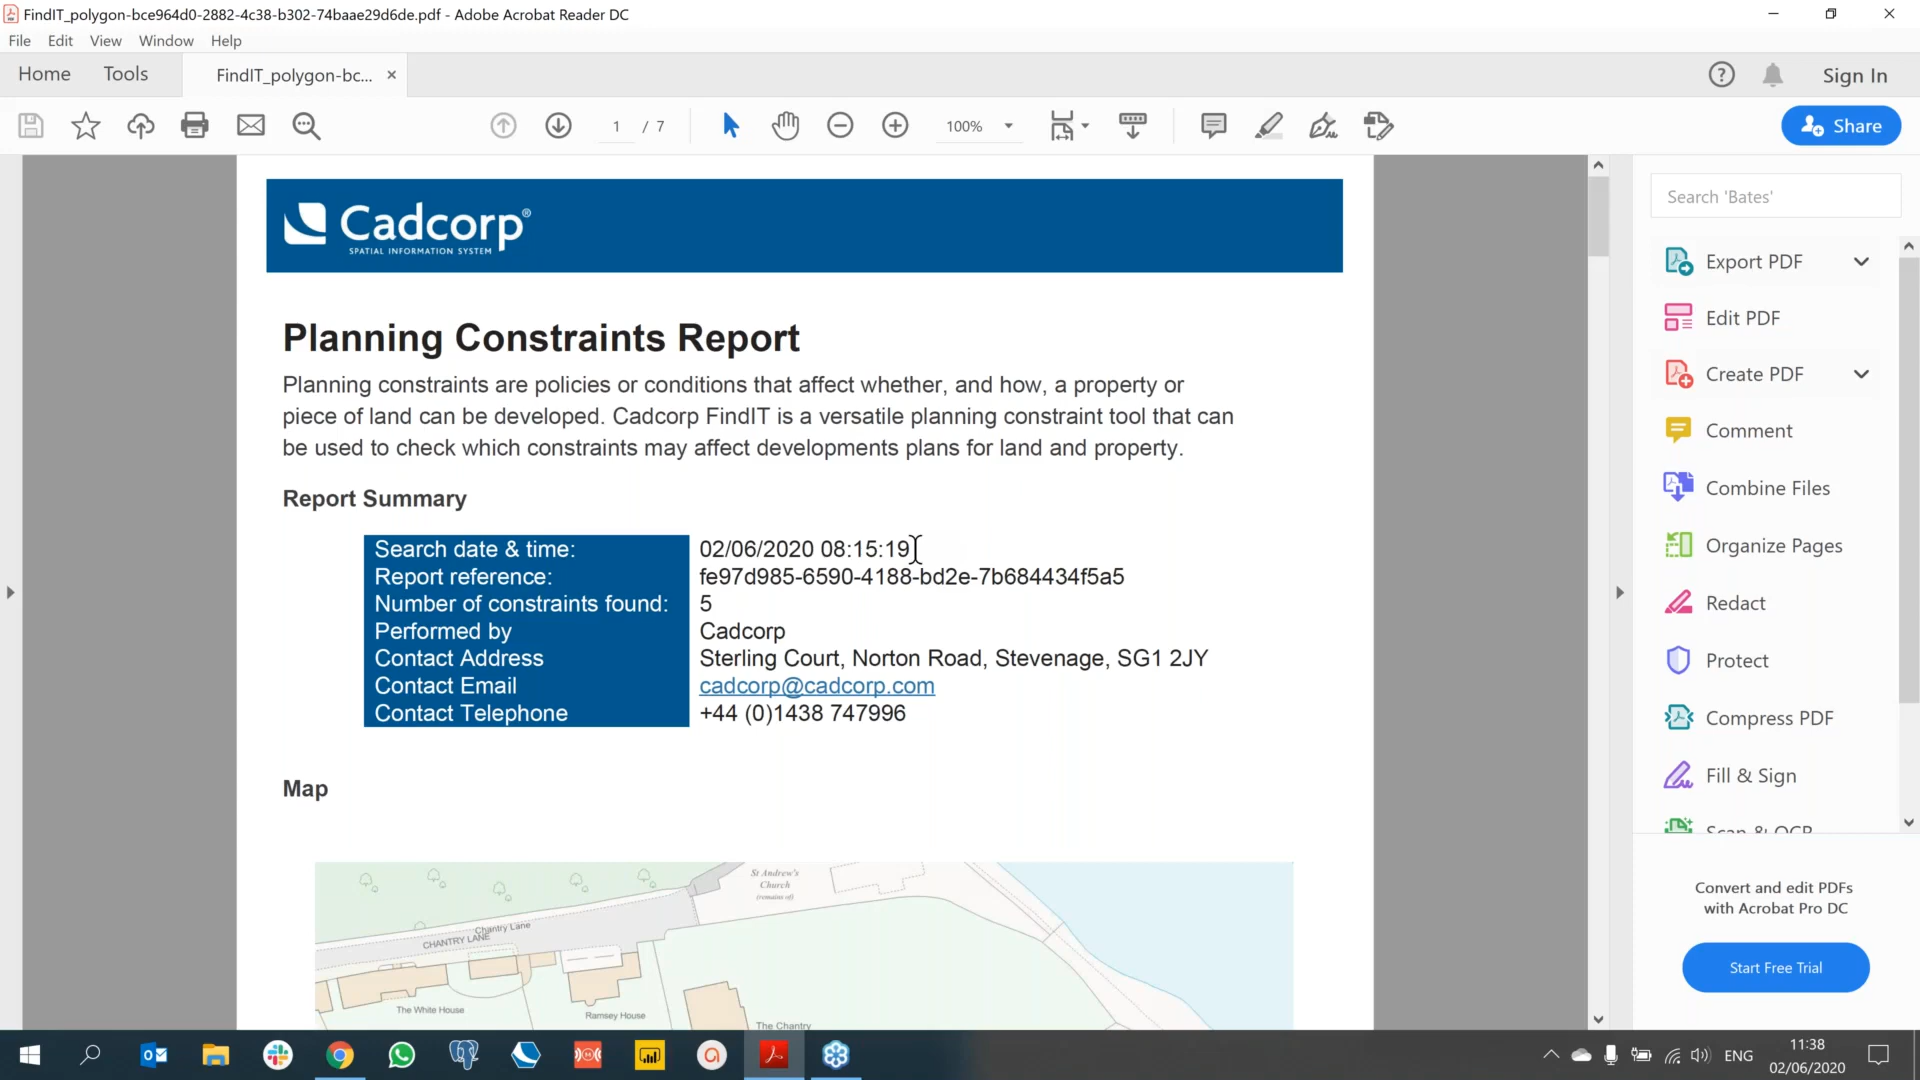 FindIT_polygon-bce964d0-2882-4c38-b302-74baae29d6de.pdf - Adobe Acrobat Reader DC
File Edit View Window Help
Home Tools FindIT_polygon-bc... × Sign In
1 / 7 100% Share
Search 'Bates'
Export PDF
Edit PDF
Create PDF
Comment
Combine Files
Organize Pages
Redact
Protect
Compress PDF
Fill & Sign
Scan & OCR
Convert and edit PDFs
with Acrobat Pro DC
Start Free Trial
Cadcorp®
SPATIAL INFORMATION SYSTEM
Planning Constraints Report
Planning constraints are policies or conditions that affect whether, and how, a property or
piece of land can be developed. Cadcorp FindIT is a versatile planning constraint tool that can
be used to check which constraints may affect developments plans for land and property.
Report Summary
Search date & time: 02/06/2020 08:15:19
Report reference: fe97d985-6590-4188-bd2e-7b684434f5a5
Number of constraints found: 5
Performed by Cadcorp
Contact Address Sterling Court, Norton Road, Stevenage, SG1 2JY
Contact Email cadcorp@cadcorp.com
Contact Telephone +44 (0)1438 747996
Map
St Andrew's
Church
(remains of)
Chantry Lane
CHANTRY LANE
The White House
Ramsey House
The Chantry
ENG
11:38
02/06/2020